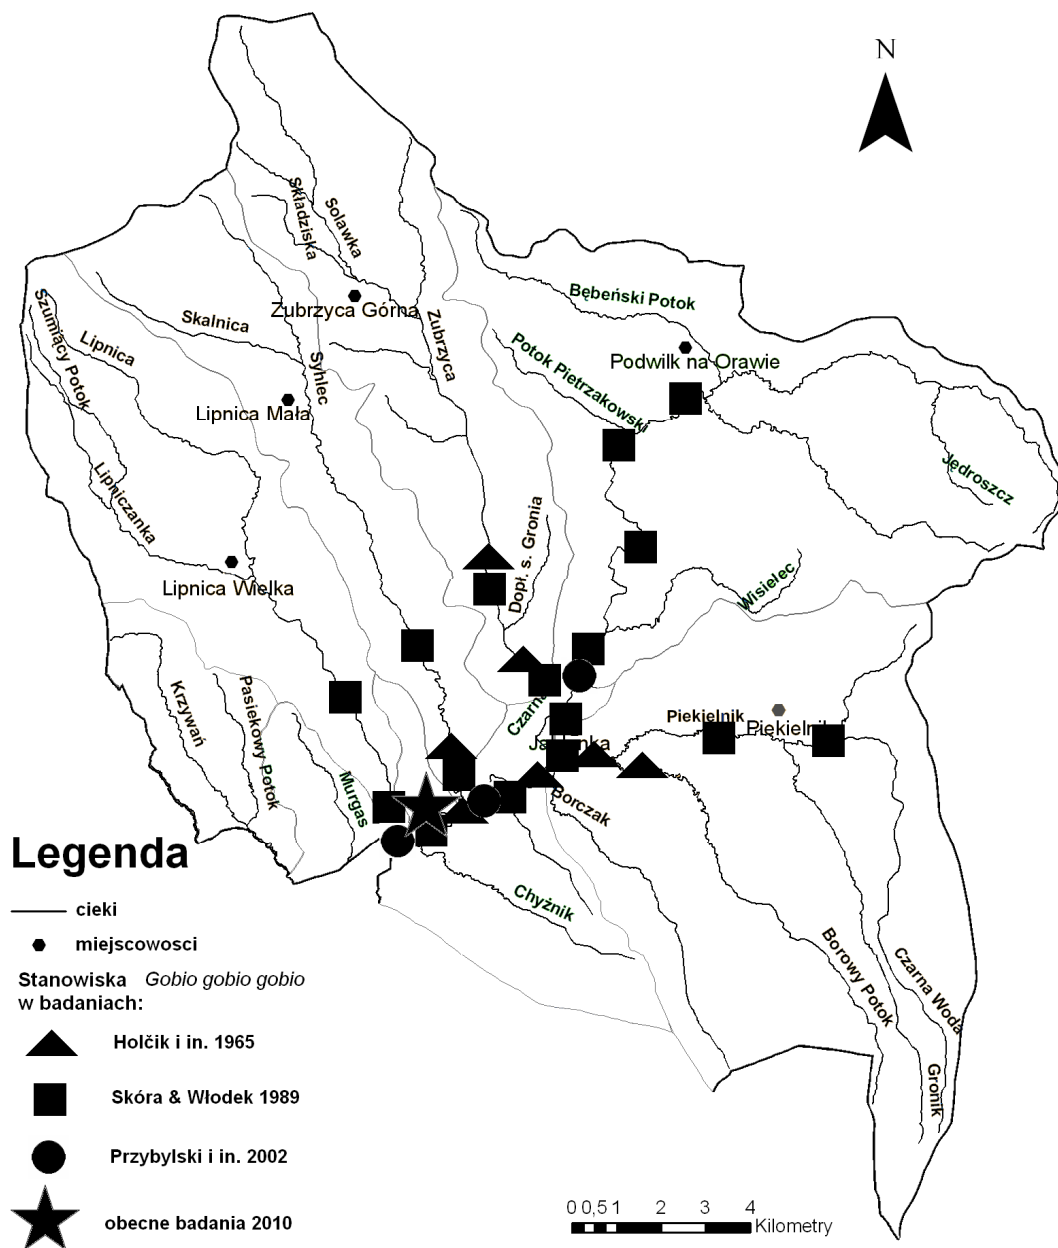 N
Składziska
Solawka
Bębeński Potok
Zubrzyca Górna
Szumiący Potok
Skalnica
Lipnica
Zubrzyca
Syhlec
Potok Pietrzakowski
Podwilk na Orawie
Lipnica Mała
Jędroszcz
Lipniczanka
Dopł. s. Gronia
Lipnica Wielka
Wisielec
Krzywań
Pasiekowy Potok
Czarna
Piekielnik
Murgas
Borczak
Chyżnik
Borowy Potok
Czarna Woda
Gronik
Legenda
cieki
miejscowosci
Stanowiska Gobio gobio gobio
w badaniach:
Holčik i in. 1965
Skóra & Włodek 1989
Przybylski i in. 2002
obecne badania 2010
0 0,5 1 2 3 4
Kilometry